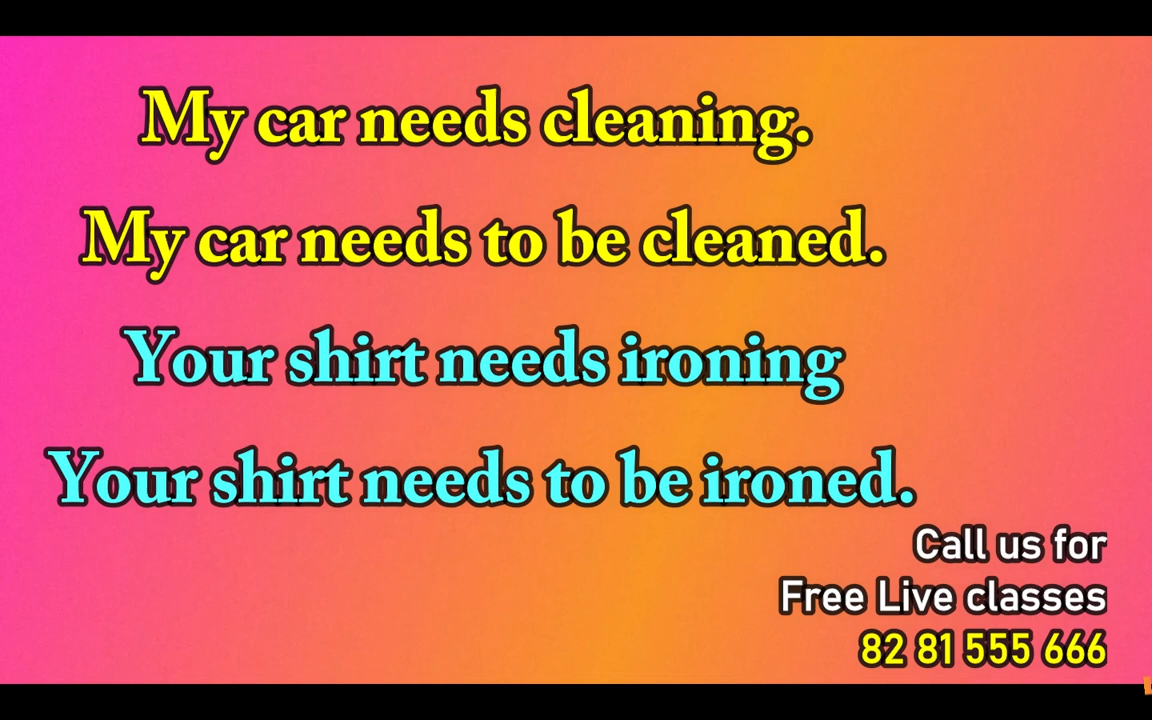 My car needs cleaning.
My car needs to be cleaned.
Your shirt needs ironing
Your shirt needs to be ironed.
Call us for
Free Live classes
82 81 555 666